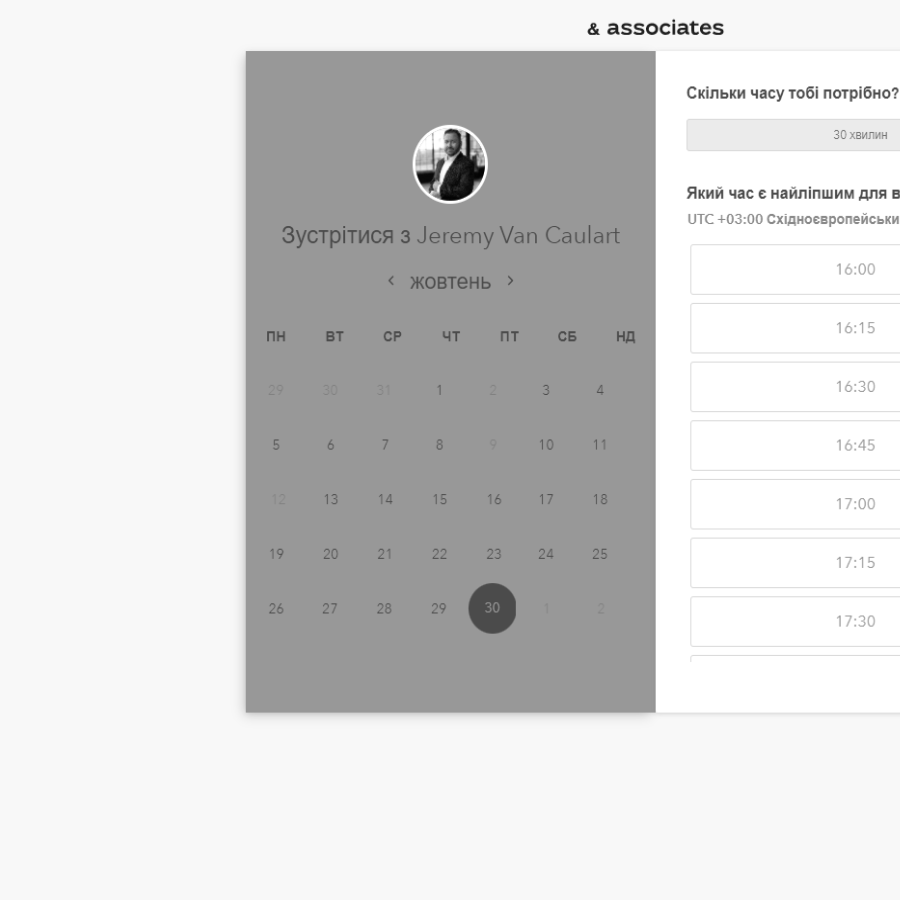 & associates
Зустрітися з Jeremy Van Caulart
жовтень
ПН ВТ СР ЧТ ПТ СБ НД
29 30 31 1 2 3 4
5 6 7 8 9 10 11
12 13 14 15 16 17 18
19 20 21 22 23 24 25
26 27 28 29 30 1 2
Скільки часу тобі потрібно?
30 хвилин
Який час є найліпшим для в
UTC +03:00 Східноєвропейськи
16:00
16:15
16:30
16:45
17:00
17:15
17:30